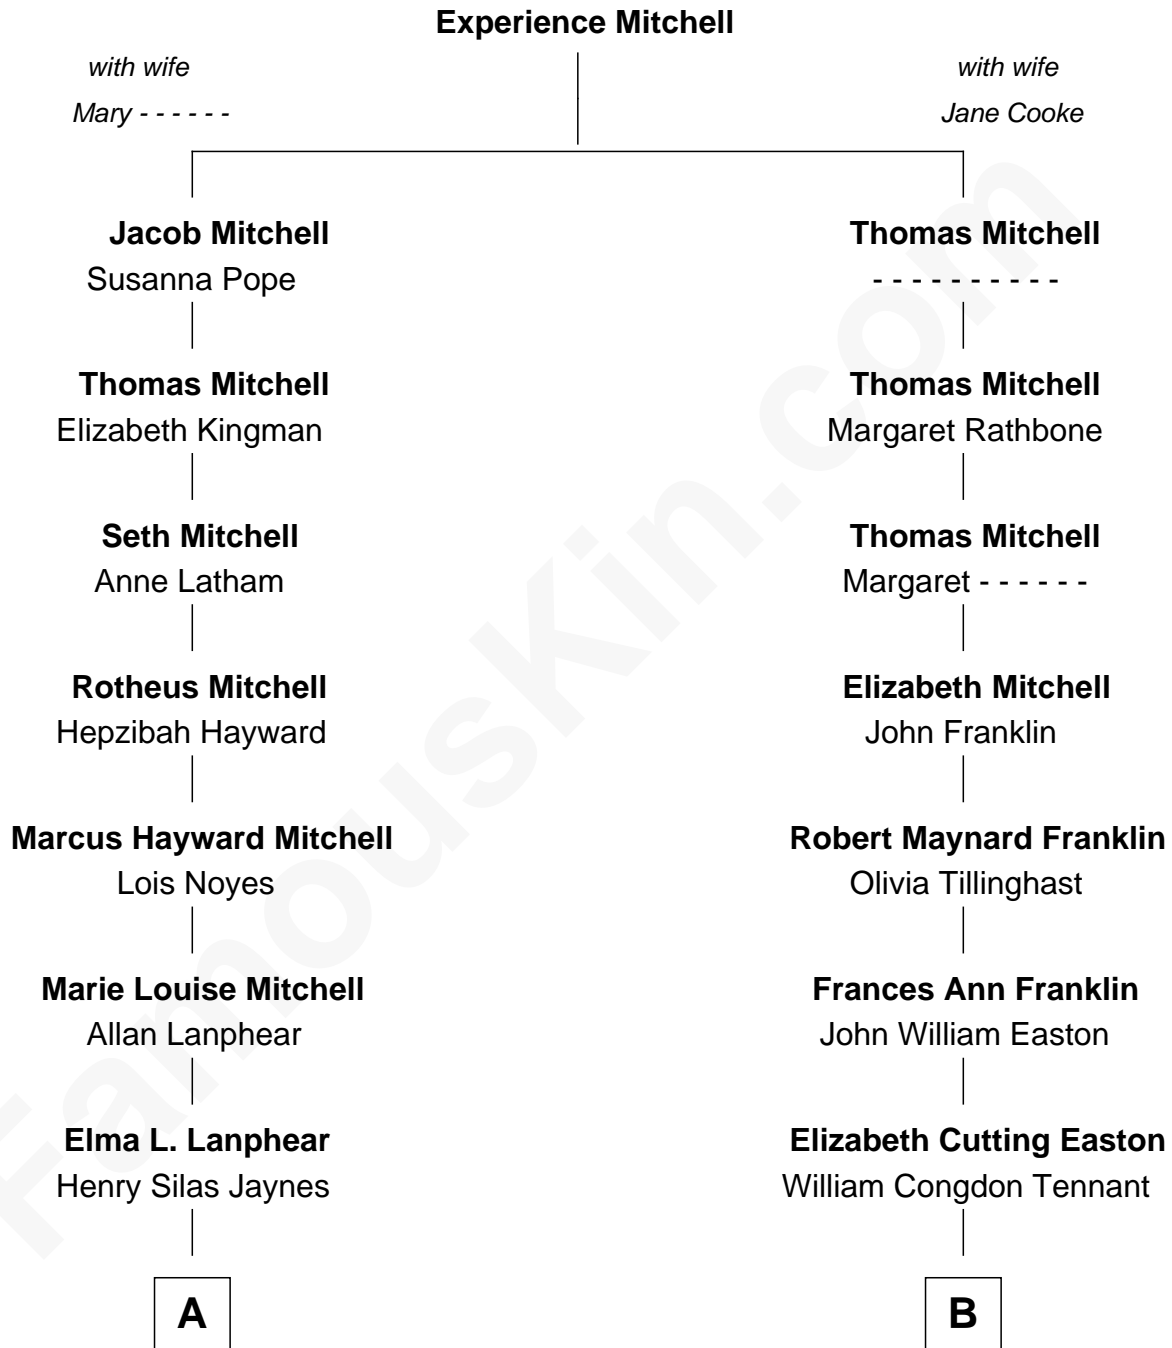 Experience Mitchell
with wife
with wife
Mary - - - - - -
Jane Cooke
Jacob Mitchell
Thomas Mitchell
Susanna Pope
- - - - - - - - - -
Thomas Mitchell
Thomas Mitchell
Elizabeth Kingman
Margaret Rathbone
Seth Mitchell
Thomas Mitchell
Anne Latham
Margaret - - - - - -
Rotheus Mitchell
Elizabeth Mitchell
Hepzibah Hayward
John Franklin
Marcus Hayward Mitchell
Robert Maynard Franklin
Lois Noyes
Olivia Tillinghast
Marie Louise Mitchell
Frances Ann Franklin
Allan Lanphear
John William Easton
Elma L. Lanphear
Elizabeth Cutting Easton
Henry Silas Jaynes
William Congdon Tennant
A
B
FamousKin.com